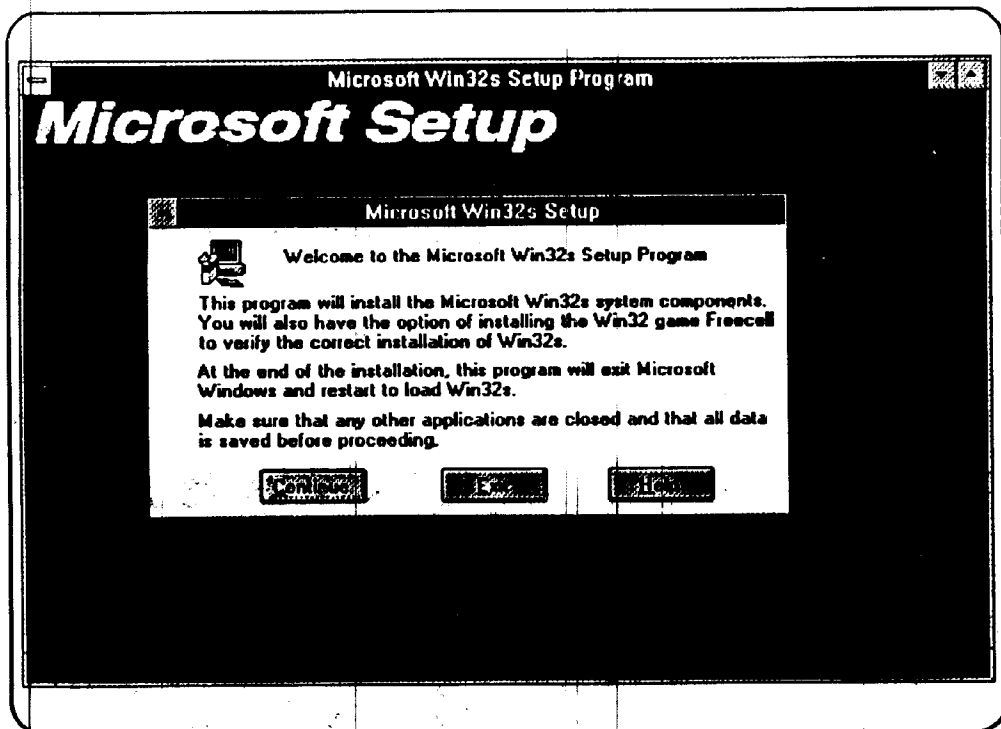 Microsoft Win32s Setup Program
Microsoft Setup
Microsoft Win32s Setup
Welcome to the Microsoft Win32s Setup Program
This program will install the Microsoft Win32s system components.
You will also have the option of installing the Win32 game Freecell
to verify the correct installation of Win32s.
At the end of the installation, this program will exit Microsoft
Windows and restart to load Win32s.
Make sure that any other applications are closed and that all data
is saved before proceeding.
Continue
Exit
Help